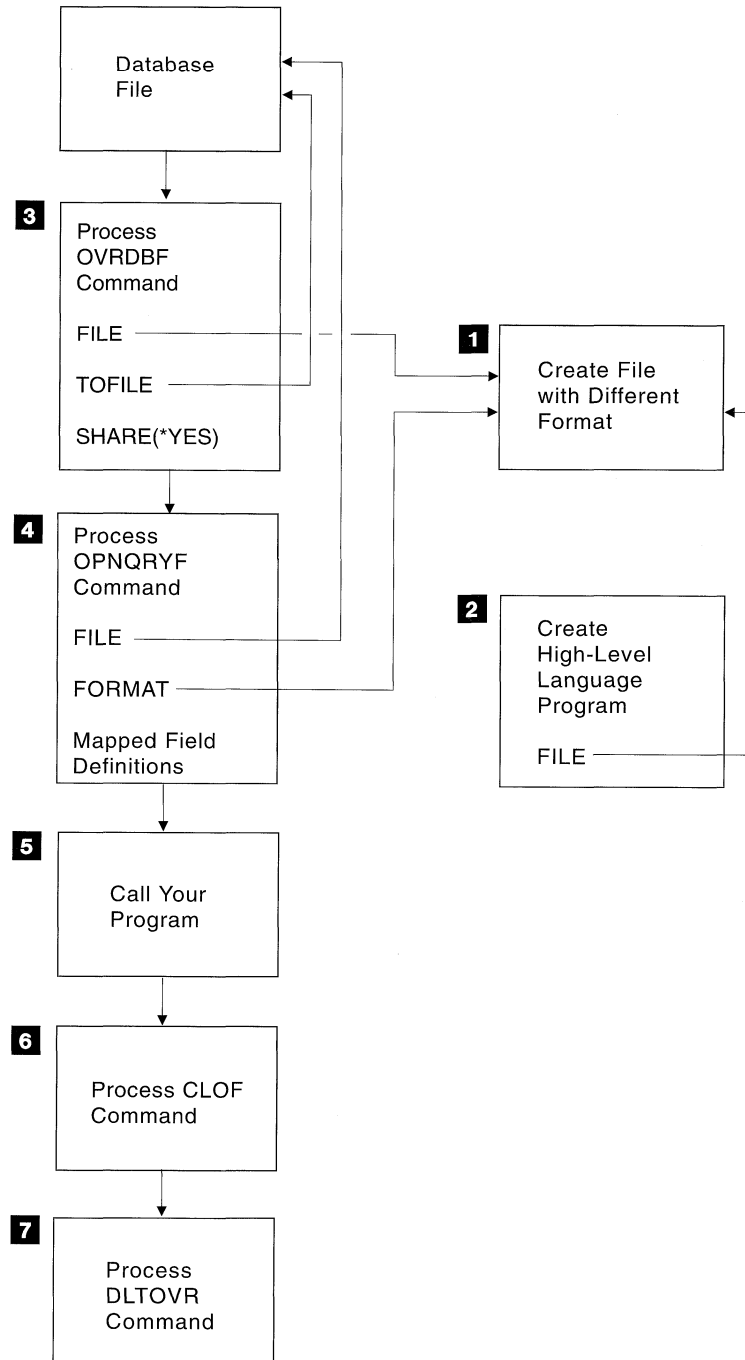 Database
File
3
Process
OVRDBF
Command
FILE
TOFILE
SHARE(*YES)
1
Create File
with Different
Format
4
Process
OPNQRYF
Command
FILE
FORMAT
Mapped Field
Definitions
2
Create
High-Level
Language
Program
FILE
5
Call Your
Program
6
Process CLOF
Command
7
Process
DLTOVR
Command